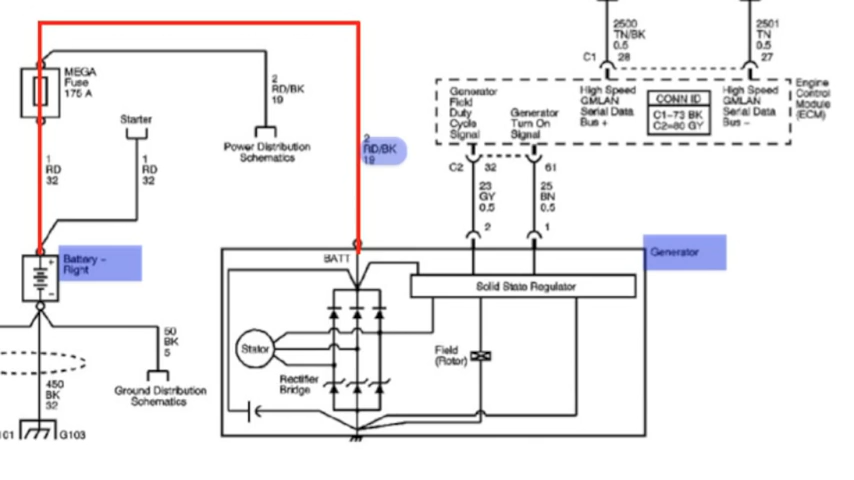 2500
TN/BK
0.5
C1
28
2501
TN
0.5
27
MEGA
Fuse
175 A
2
RD/BK
19
Starter
Power Distribution
Schematics
2
RD/BK
19
Generator
Field
Duty
Cycle
Signal
Generator
Turn On
Signal
High Speed
GMLAN
Serial Data
Bus +
CONN ID
C1-73 BK
C2=80 GY
High Speed
GMLAN
Serial Data
Bus -
Engine
Control
Module
(ECM)
C2
32
61
1
RD
32
1
RD
32
23
GY
0.5
2
25
BN
0.5
1
Battery -
Right
+
-
BATT
Generator
Solid State Regulator
Stator
Field
(Rotor)
Rectifier
Bridge
50
BK
5
Ground Distribution
Schematics
450
BK
32
G103